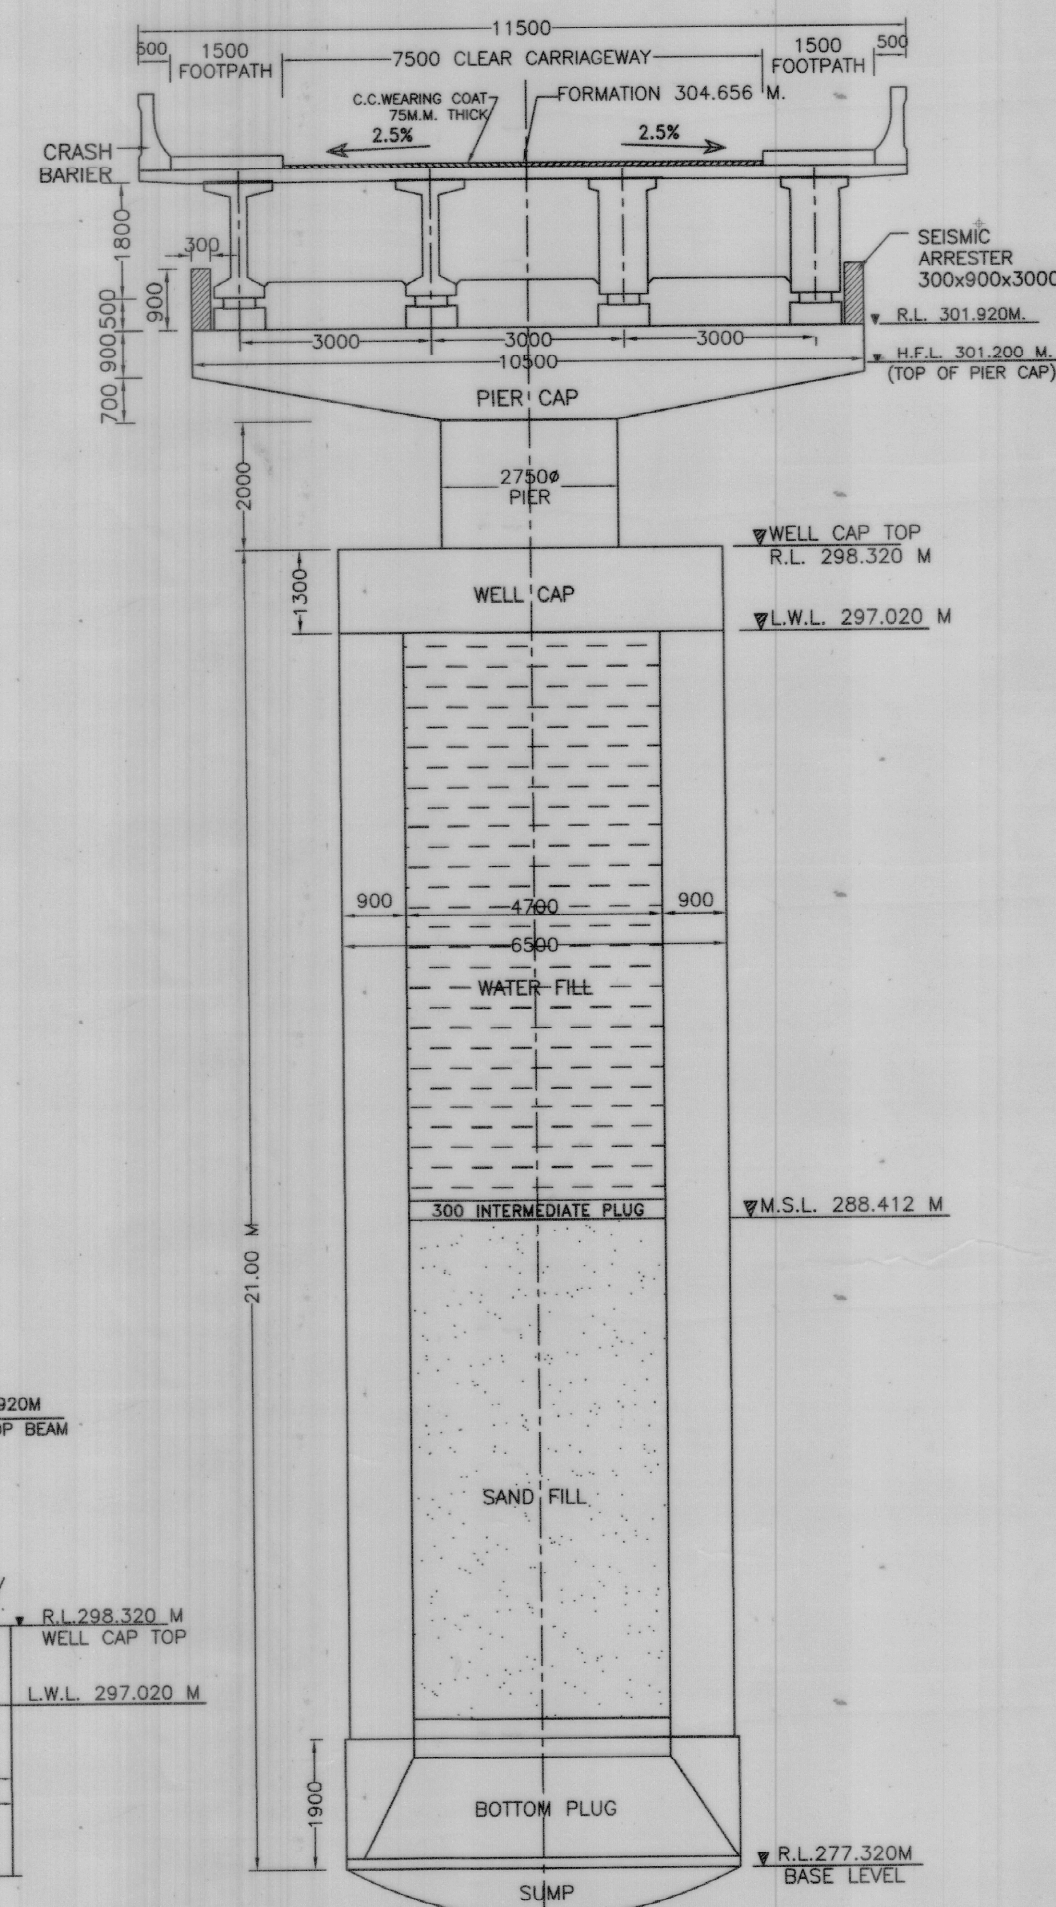 11500
500
1500
FOOTPATH
7500 CLEAR CARRIAGEWAY
1500
FOOTPATH
500
C.C.WEARING COAT
75M.M. THICK
FORMATION 304.656 M.
2.5%
2.5%
CRASH
BARIER
1800
300
SEISMIC
ARRESTER
300x900x3000
500
900
R.L. 301.920M.
3000
3000
3000
900
10500
H.F.L. 301.200 M.
(TOP OF PIER CAP)
700
PIER CAP
2000
2750ø
PIER
WELL CAP TOP
R.L. 298.320 M
1300
WELL CAP
L.W.L. 297.020 M
900
4700
900
6500
WATER FILL
300 INTERMEDIATE PLUG
M.S.L. 288.412 M
21.00 M
920M
OP BEAM
SAND FILL
R.L.298.320 M
WELL CAP TOP
L.W.L. 297.020 M
1900
BOTTOM PLUG
R.L.277.320M
BASE LEVEL
SUMP